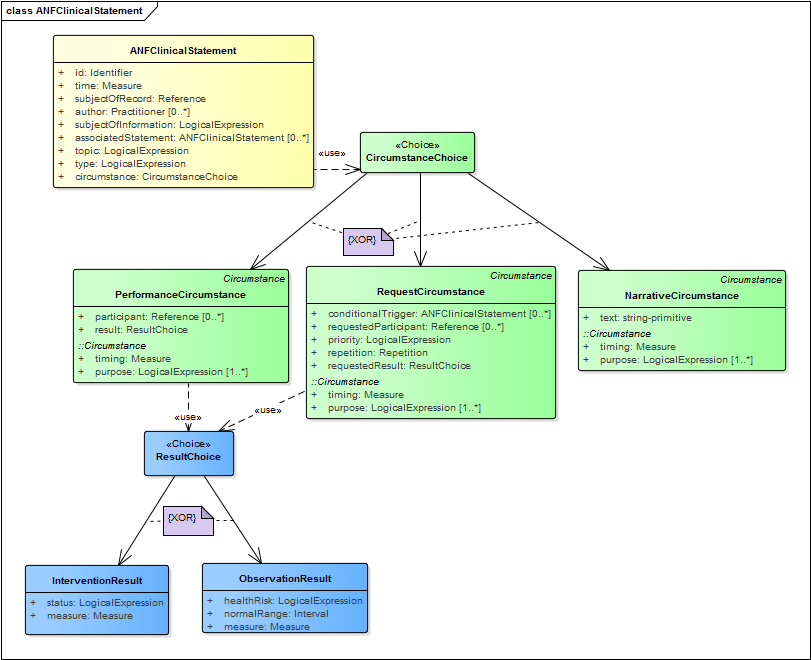 class ANFClinicalStatement
ANFClinicalStatement
+ id: Identifier
+ time: Measure
+ subjectOfRecord: Reference
+ author: Practitioner [0..*]
+ subjectOfInformation: LogicalExpression
+ associatedStatement: ANFClinicalStatement [0..*]
+ topic: LogicalExpression
+ type: LogicalExpression
+ circumstance: CircumstanceChoice
«use»
«Choice»
CircumstanceChoice
{XOR}
Circumstance
PerformanceCircumstance
+ participant: Reference [0..*]
+ result: ResultChoice
::Circumstance
+ timing: Measure
+ purpose: LogicalExpression [1..*]
Circumstance
RequestCircumstance
+ conditionalTrigger: ANFClinicalStatement [0..*]
+ requestedParticipant: Reference [0..*]
+ priority: LogicalExpression
+ repetition: Repetition
+ requestedResult: ResultChoice
::Circumstance
+ timing: Measure
+ purpose: LogicalExpression [1..*]
Circumstance
NarrativeCircumstance
+ text: string-primitive
::Circumstance
+ timing: Measure
+ purpose: LogicalExpression [1..*]
«use»
«use»
«Choice»
ResultChoice
{XOR}
InterventionResult
+ status: LogicalExpression
+ measure: Measure
ObservationResult
+ healthRisk: LogicalExpression
+ normalRange: Interval
+ measure: Measure